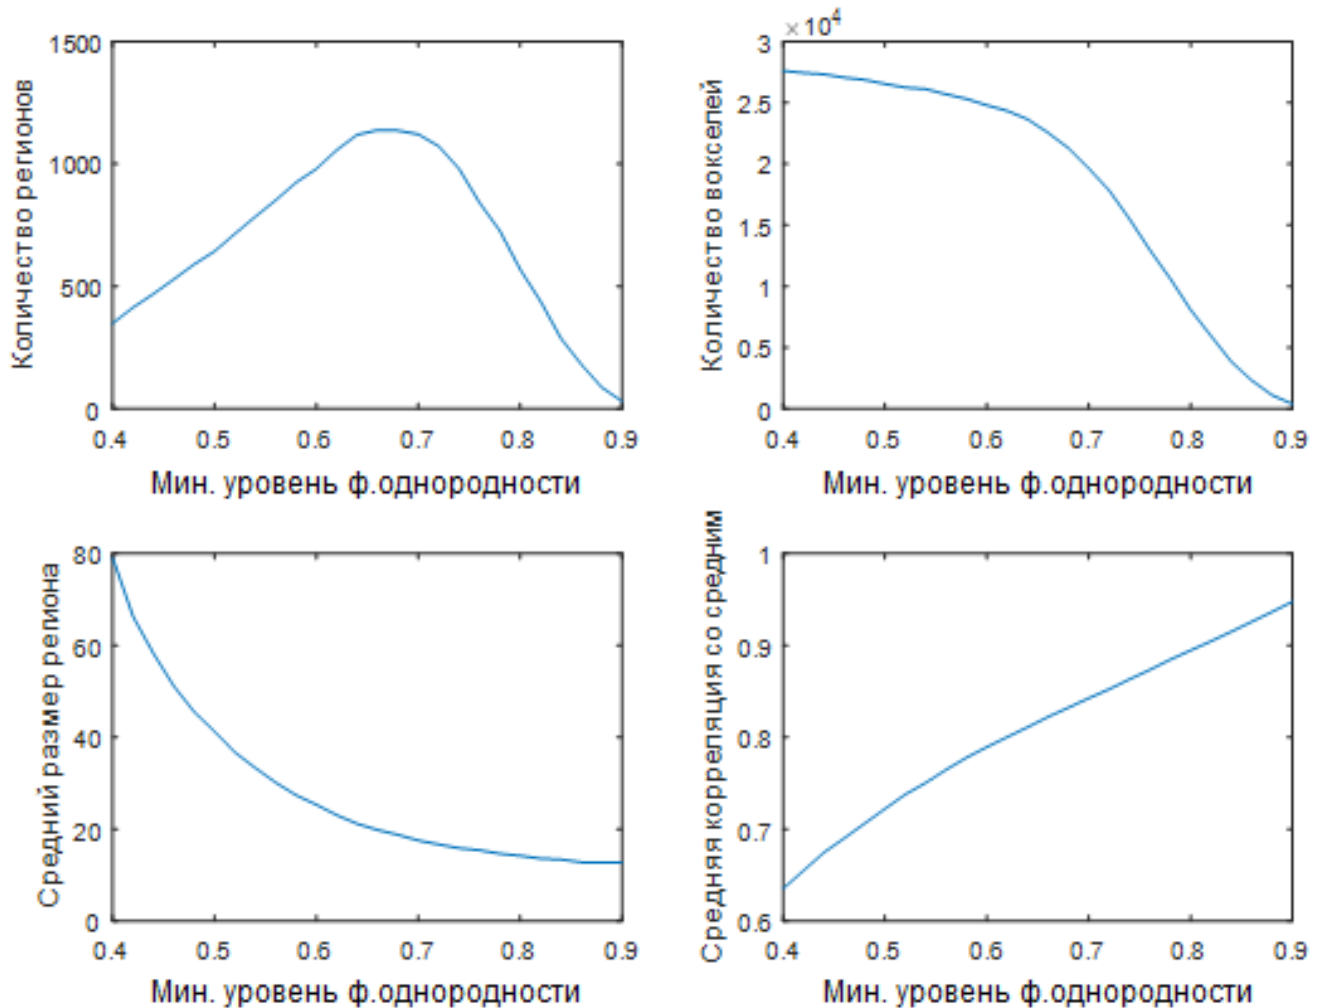 1500
1000
500
0
0.4 0.5 0.6 0.7 0.8 0.9
Количество регионов
Мин. уровень ф.однородности
× 10⁴
3
2.5
2
1.5
1
0.5
0
0.4 0.5 0.6 0.7 0.8 0.9
Количество вокселей
Мин. уровень ф.однородности
80
60
40
20
0
0.4 0.5 0.6 0.7 0.8 0.9
Средний размер региона
Мин. уровень ф.однородности
1
0.9
0.8
0.7
0.6
0.4 0.5 0.6 0.7 0.8 0.9
Средняя корреляция со средним
Мин. уровень ф.однородности